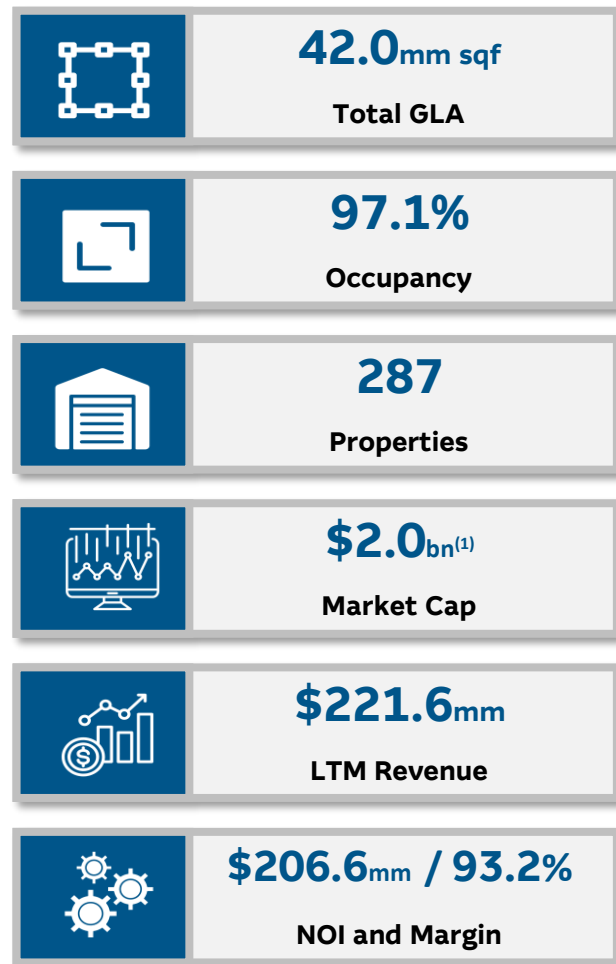 42.0mm sqf
Total GLA
97.1%
Occupancy
287
Properties
$2.0bn(1)
Market Cap
$221.6mm
LTM Revenue
$206.6mm / 93.2%
NOI and Margin